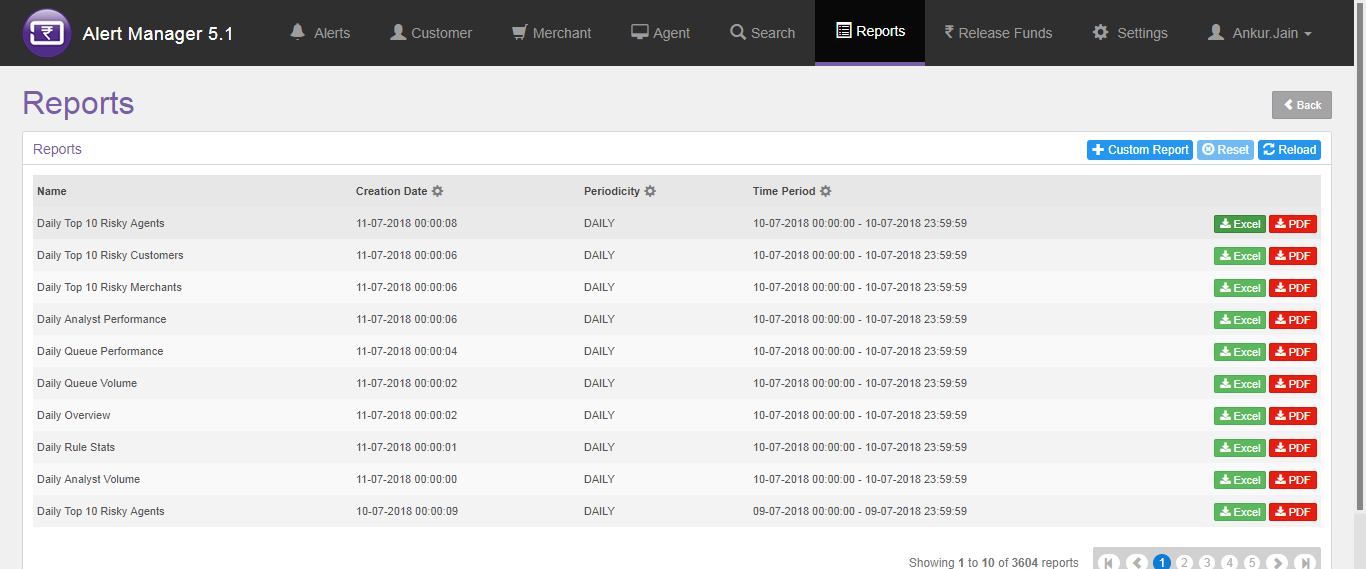 Alert Manager 5.1 Alerts Customer Merchant Agent Search Reports ₹ Release Funds Settings Ankur.Jain
Reports
Back
Reports
Custom Report Reset Reload
Name Creation Date Periodicity Time Period
Daily Top 10 Risky Agents 11-07-2018 00:00:08 DAILY 10-07-2018 00:00:00 - 10-07-2018 23:59:59 Excel PDF
Daily Top 10 Risky Customers 11-07-2018 00:00:06 DAILY 10-07-2018 00:00:00 - 10-07-2018 23:59:59 Excel PDF
Daily Top 10 Risky Merchants 11-07-2018 00:00:06 DAILY 10-07-2018 00:00:00 - 10-07-2018 23:59:59 Excel PDF
Daily Analyst Performance 11-07-2018 00:00:06 DAILY 10-07-2018 00:00:00 - 10-07-2018 23:59:59 Excel PDF
Daily Queue Performance 11-07-2018 00:00:04 DAILY 10-07-2018 00:00:00 - 10-07-2018 23:59:59 Excel PDF
Daily Queue Volume 11-07-2018 00:00:02 DAILY 10-07-2018 00:00:00 - 10-07-2018 23:59:59 Excel PDF
Daily Overview 11-07-2018 00:00:02 DAILY 10-07-2018 00:00:00 - 10-07-2018 23:59:59 Excel PDF
Daily Rule Stats 11-07-2018 00:00:01 DAILY 10-07-2018 00:00:00 - 10-07-2018 23:59:59 Excel PDF
Daily Analyst Volume 11-07-2018 00:00:00 DAILY 10-07-2018 00:00:00 - 10-07-2018 23:59:59 Excel PDF
Daily Top 10 Risky Agents 10-07-2018 00:00:09 DAILY 09-07-2018 00:00:00 - 09-07-2018 23:59:59 Excel PDF
Showing 1 to 10 of 3604 reports 1 2 3 4 5